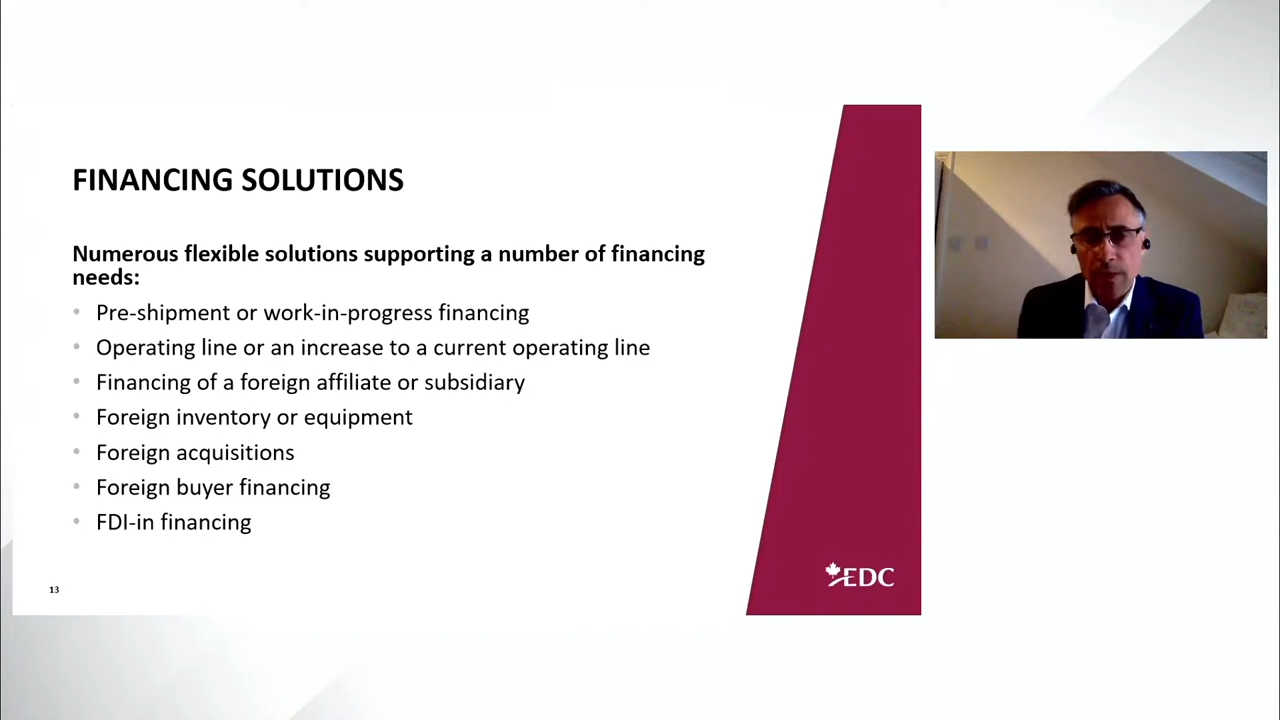 FINANCING SOLUTIONS
Numerous flexible solutions supporting a number of financing
needs:
• Pre-shipment or work-in-progress financing
• Operating line or an increase to a current operating line
• Financing of a foreign affiliate or subsidiary
• Foreign inventory or equipment
• Foreign acquisitions
• Foreign buyer financing
• FDI-in financing
13
EDC